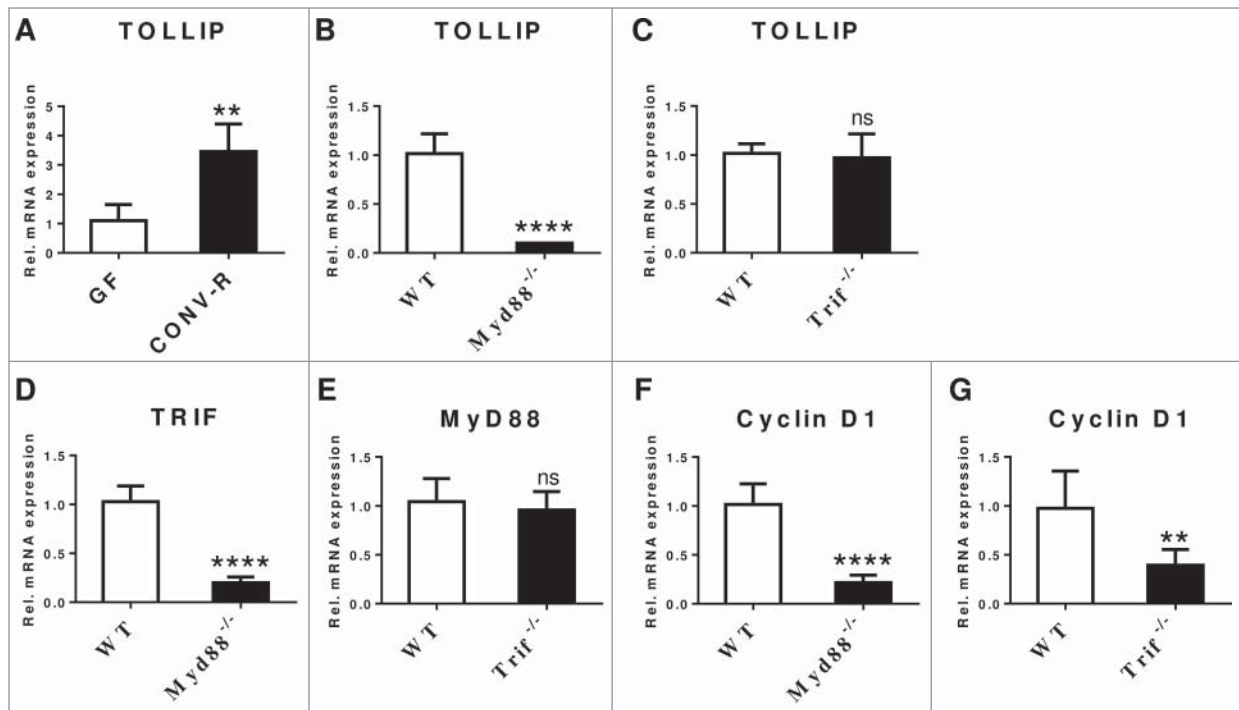 A
TOLLIP
Rel. mRNA expression
5
4
3
2
1
0
**
GF
CONV-R
B
TOLLIP
Rel. mRNA expression
1.5
1.0
0.5
0.0
****
WT
Myd88-/-
C
TOLLIP
Rel. mRNA expression
1.5
1.0
0.5
0.0
ns
WT
Trif-/-
D
TRIF
Rel. mRNA expression
1.5
1.0
0.5
0.0
****
WT
Myd88-/-
E
MyD88
Rel. mRNA expression
1.5
1.0
0.5
0.0
ns
WT
Trif-/-
F
Cyclin D1
Rel. mRNA expression
1.5
1.0
0.5
0.0
****
WT
Myd88-/-
G
Cyclin D1
Rel. mRNA expression
1.5
1.0
0.5
0.0
**
WT
Trif-/-